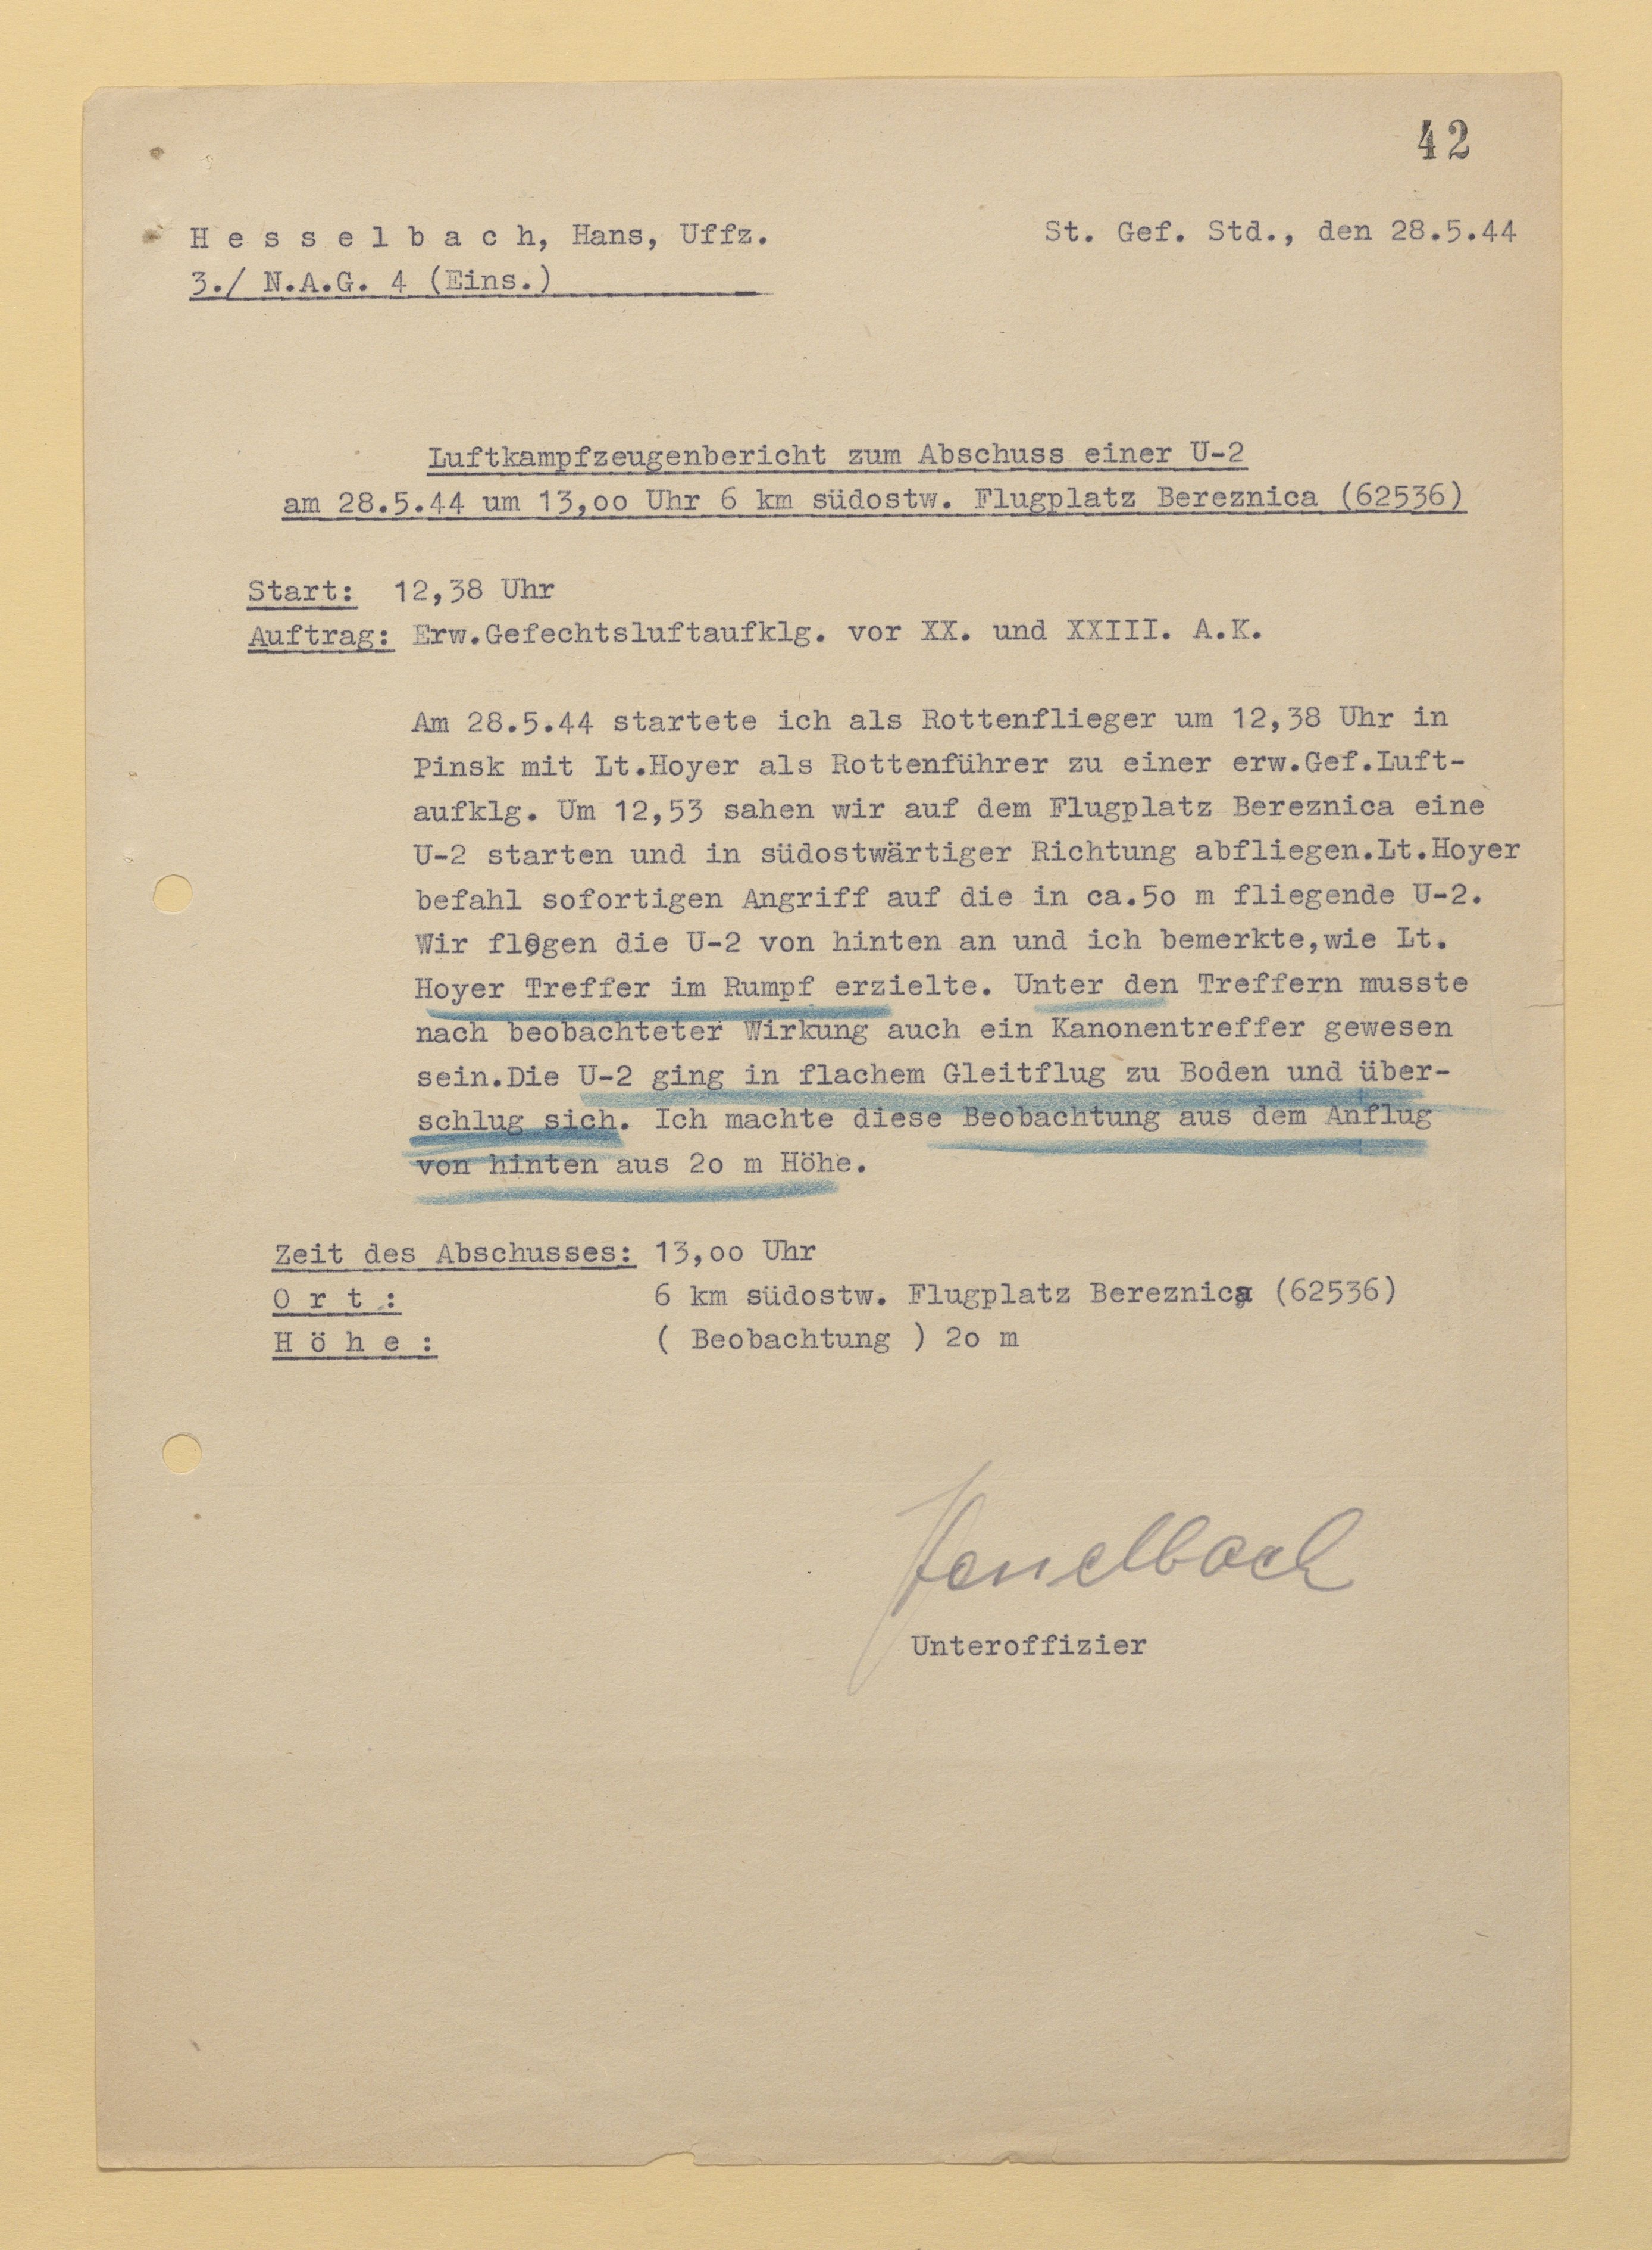 42
H e s s e l b a c h, Hans, Uffz.
St. Gef. Std., den 28.5.44
3./ N.A.G. 4 (Eins.)
Luftkampfzeugenbericht zum Abschuss einer U-2
am 28.5.44 um 13,oo Uhr 6 km südostw. Flugplatz Bereznica (62536)
Start: 12,38 Uhr
Auftrag: Erw.Gefechtsluftaufklg. vor XX. und XXIII. A.K.
Am 28.5.44 startete ich als Rottenflieger um 12,38 Uhr in
Pinsk mit Lt.Hoyer als Rottenführer zu einer erw.Gef.Luft-
aufklg. Um 12,53 sahen wir auf dem Flugplatz Bereznica eine
U-2 starten und in südostwärtiger Richtung abfliegen.Lt.Hoyer
befahl sofortigen Angriff auf die in ca.5o m fliegende U-2.
Wir flogen die U-2 von hinten an und ich bemerkte,wie Lt.
Hoyer Treffer im Rumpf erzielte. Unter den Treffern musste
nach beobachteter Wirkung auch ein Kanonentreffer gewesen
sein.Die U-2 ging in flachem Gleitflug zu Boden und über-
schlug sich. Ich machte diese Beobachtung aus dem Anflug
von hinten aus 2o m Höhe.
Zeit des Abschusses: 13,oo Uhr
O r t : 6 km südostw. Flugplatz Bereznica (62536)
H ö h e : ( Beobachtung ) 2o m
Hesselbach
Unteroffizier